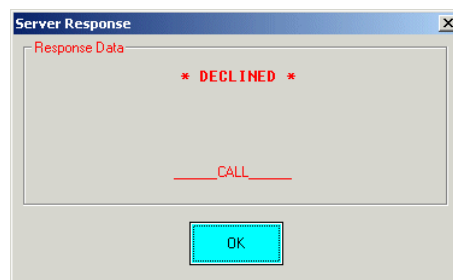 Server Response
Response Data
* DECLINED *
_____CALL_____
OK